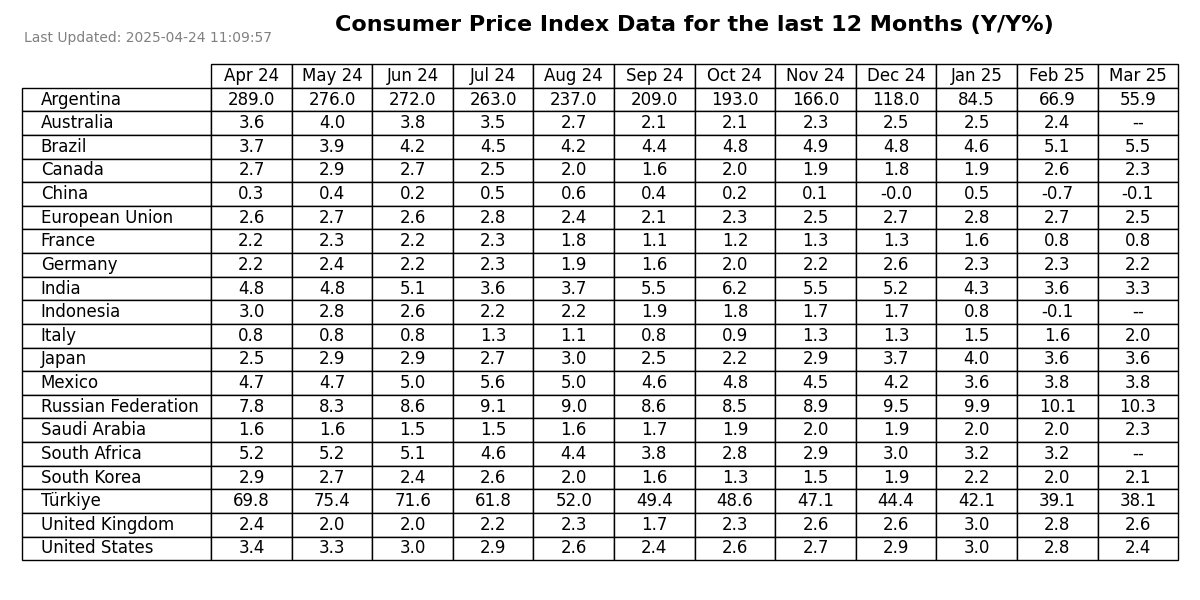 Consumer Price Index Data for the last 12 Months (Y/Y%)
Last Updated: 2025-04-24 11:09:57
Apr 24 May 24 Jun 24 Jul 24 Aug 24 Sep 24 Oct 24 Nov 24 Dec 24 Jan 25 Feb 25 Mar 25
Argentina 289.0 276.0 272.0 263.0 237.0 209.0 193.0 166.0 118.0 84.5 66.9 55.9
Australia 3.6 4.0 3.8 3.5 2.7 2.1 2.1 2.3 2.5 2.5 2.4 --
Brazil 3.7 3.9 4.2 4.5 4.2 4.4 4.8 4.9 4.8 4.6 5.1 5.5
Canada 2.7 2.9 2.7 2.5 2.0 1.6 2.0 1.9 1.8 1.9 2.6 2.3
China 0.3 0.4 0.2 0.5 0.6 0.4 0.2 0.1 -0.0 0.5 -0.7 -0.1
European Union 2.6 2.7 2.6 2.8 2.4 2.1 2.3 2.5 2.7 2.8 2.7 2.5
France 2.2 2.3 2.2 2.3 1.8 1.1 1.2 1.3 1.3 1.6 0.8 0.8
Germany 2.2 2.4 2.2 2.3 1.9 1.6 2.0 2.2 2.6 2.3 2.3 2.2
India 4.8 4.8 5.1 3.6 3.7 5.5 6.2 5.5 5.2 4.3 3.6 3.3
Indonesia 3.0 2.8 2.6 2.2 2.2 1.9 1.8 1.7 1.7 0.8 -0.1 --
Italy 0.8 0.8 0.8 1.3 1.1 0.8 0.9 1.3 1.3 1.5 1.6 2.0
Japan 2.5 2.9 2.9 2.7 3.0 2.5 2.2 2.9 3.7 4.0 3.6 3.6
Mexico 4.7 4.7 5.0 5.6 5.0 4.6 4.8 4.5 4.2 3.6 3.8 3.8
Russian Federation 7.8 8.3 8.6 9.1 9.0 8.6 8.5 8.9 9.5 9.9 10.1 10.3
Saudi Arabia 1.6 1.6 1.5 1.5 1.6 1.7 1.9 2.0 1.9 2.0 2.0 2.3
South Africa 5.2 5.2 5.1 4.6 4.4 3.8 2.8 2.9 3.0 3.2 3.2 --
South Korea 2.9 2.7 2.4 2.6 2.0 1.6 1.3 1.5 1.9 2.2 2.0 2.1
Türkiye 69.8 75.4 71.6 61.8 52.0 49.4 48.6 47.1 44.4 42.1 39.1 38.1
United Kingdom 2.4 2.0 2.0 2.2 2.3 1.7 2.3 2.6 2.6 3.0 2.8 2.6
United States 3.4 3.3 3.0 2.9 2.6 2.4 2.6 2.7 2.9 3.0 2.8 2.4